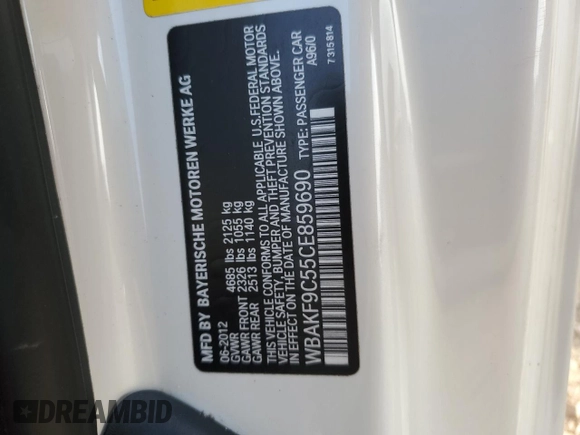 MFD BY BAYERISCHE MOTOREN WERKE AG
06-2012
GVWR 4685 lbs 2125 kg
GAWR FRONT 2326 lbs 1055 kg
GAWR REAR 2513 lbs 1140 kg
THIS VEHICLE CONFORMS TO ALL APPLICABLE U.S. FEDERAL MOTOR
VEHICLE SAFETY, BUMPER AND THEFT PREVENTION STANDARDS
IN EFFECT ON THE DATE OF MANUFACTURE SHOWN ABOVE.
WBAKF9C55CE859690 TYPE: PASSENGER CAR
A96/0
7 315 814
DREAMBID